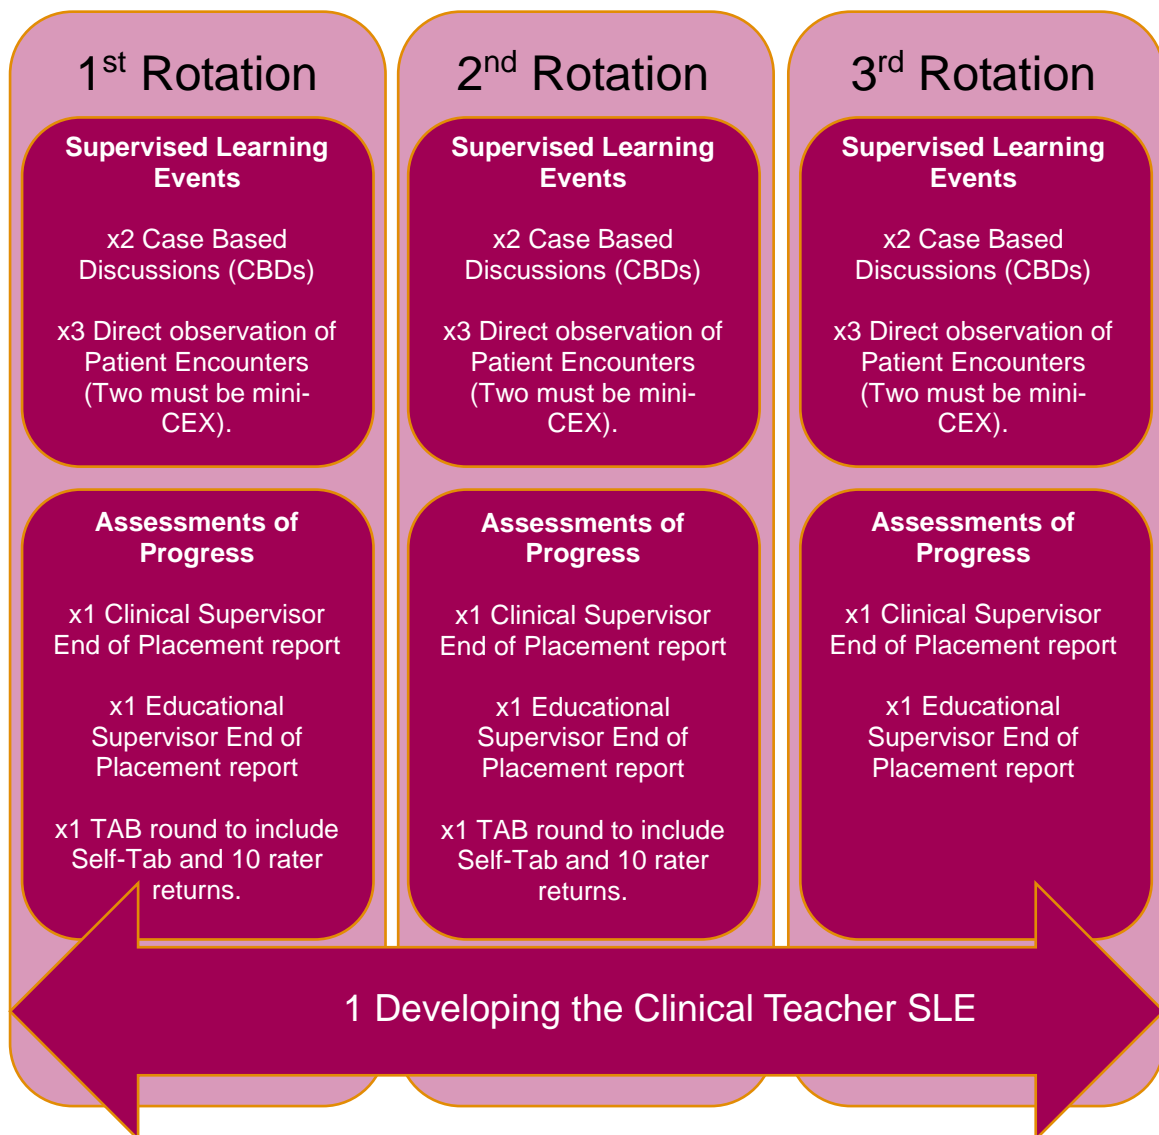 1st Rotation
Supervised Learning
Events
x2 Case Based
Discussions (CBDs)
x3 Direct observation of
Patient Encounters
(Two must be mini-
CEX).
Assessments of
Progress
x1 Clinical Supervisor
End of Placement report
x1 Educational
Supervisor End of
Placement report
x1 TAB round to include
Self-Tab and 10 rater
returns.
2nd Rotation
Supervised Learning
Events
x2 Case Based
Discussions (CBDs)
x3 Direct observation of
Patient Encounters
(Two must be mini-
CEX).
Assessments of
Progress
x1 Clinical Supervisor
End of Placement report
x1 Educational
Supervisor End of
Placement report
x1 TAB round to include
Self-Tab and 10 rater
returns.
3rd Rotation
Supervised Learning
Events
x2 Case Based
Discussions (CBDs)
x3 Direct observation of
Patient Encounters
(Two must be mini-
CEX).
Assessments of
Progress
x1 Clinical Supervisor
End of Placement report
x1 Educational
Supervisor End of
Placement report
1 Developing the Clinical Teacher SLE